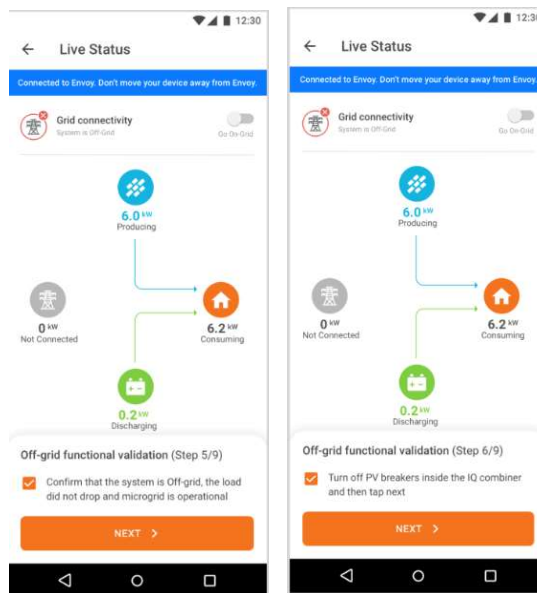 12:30
Live Status
Connected to Envoy. Don't move your device away from Envoy.
Grid connectivity
System is Off-Grid
Go On-Grid
6.0 kW
Producing
0 kW
Not Connected
6.2 kW
Consuming
0.2 kW
Discharging
Off-grid functional validation (Step 5/9)
Confirm that the system is Off-grid, the load
did not drop and microgrid is operational
NEXT >
12:30
Live Status
Connected to Envoy. Don't move your device away from Envoy.
Grid connectivity
System is Off-Grid
Go On-Grid
6.0 kW
Producing
0 kW
Not Connected
6.2 kW
Consuming
0.2 kW
Discharging
Off-grid functional validation (Step 6/9)
Turn off PV breakers inside the IQ combiner
and then tap next
NEXT >